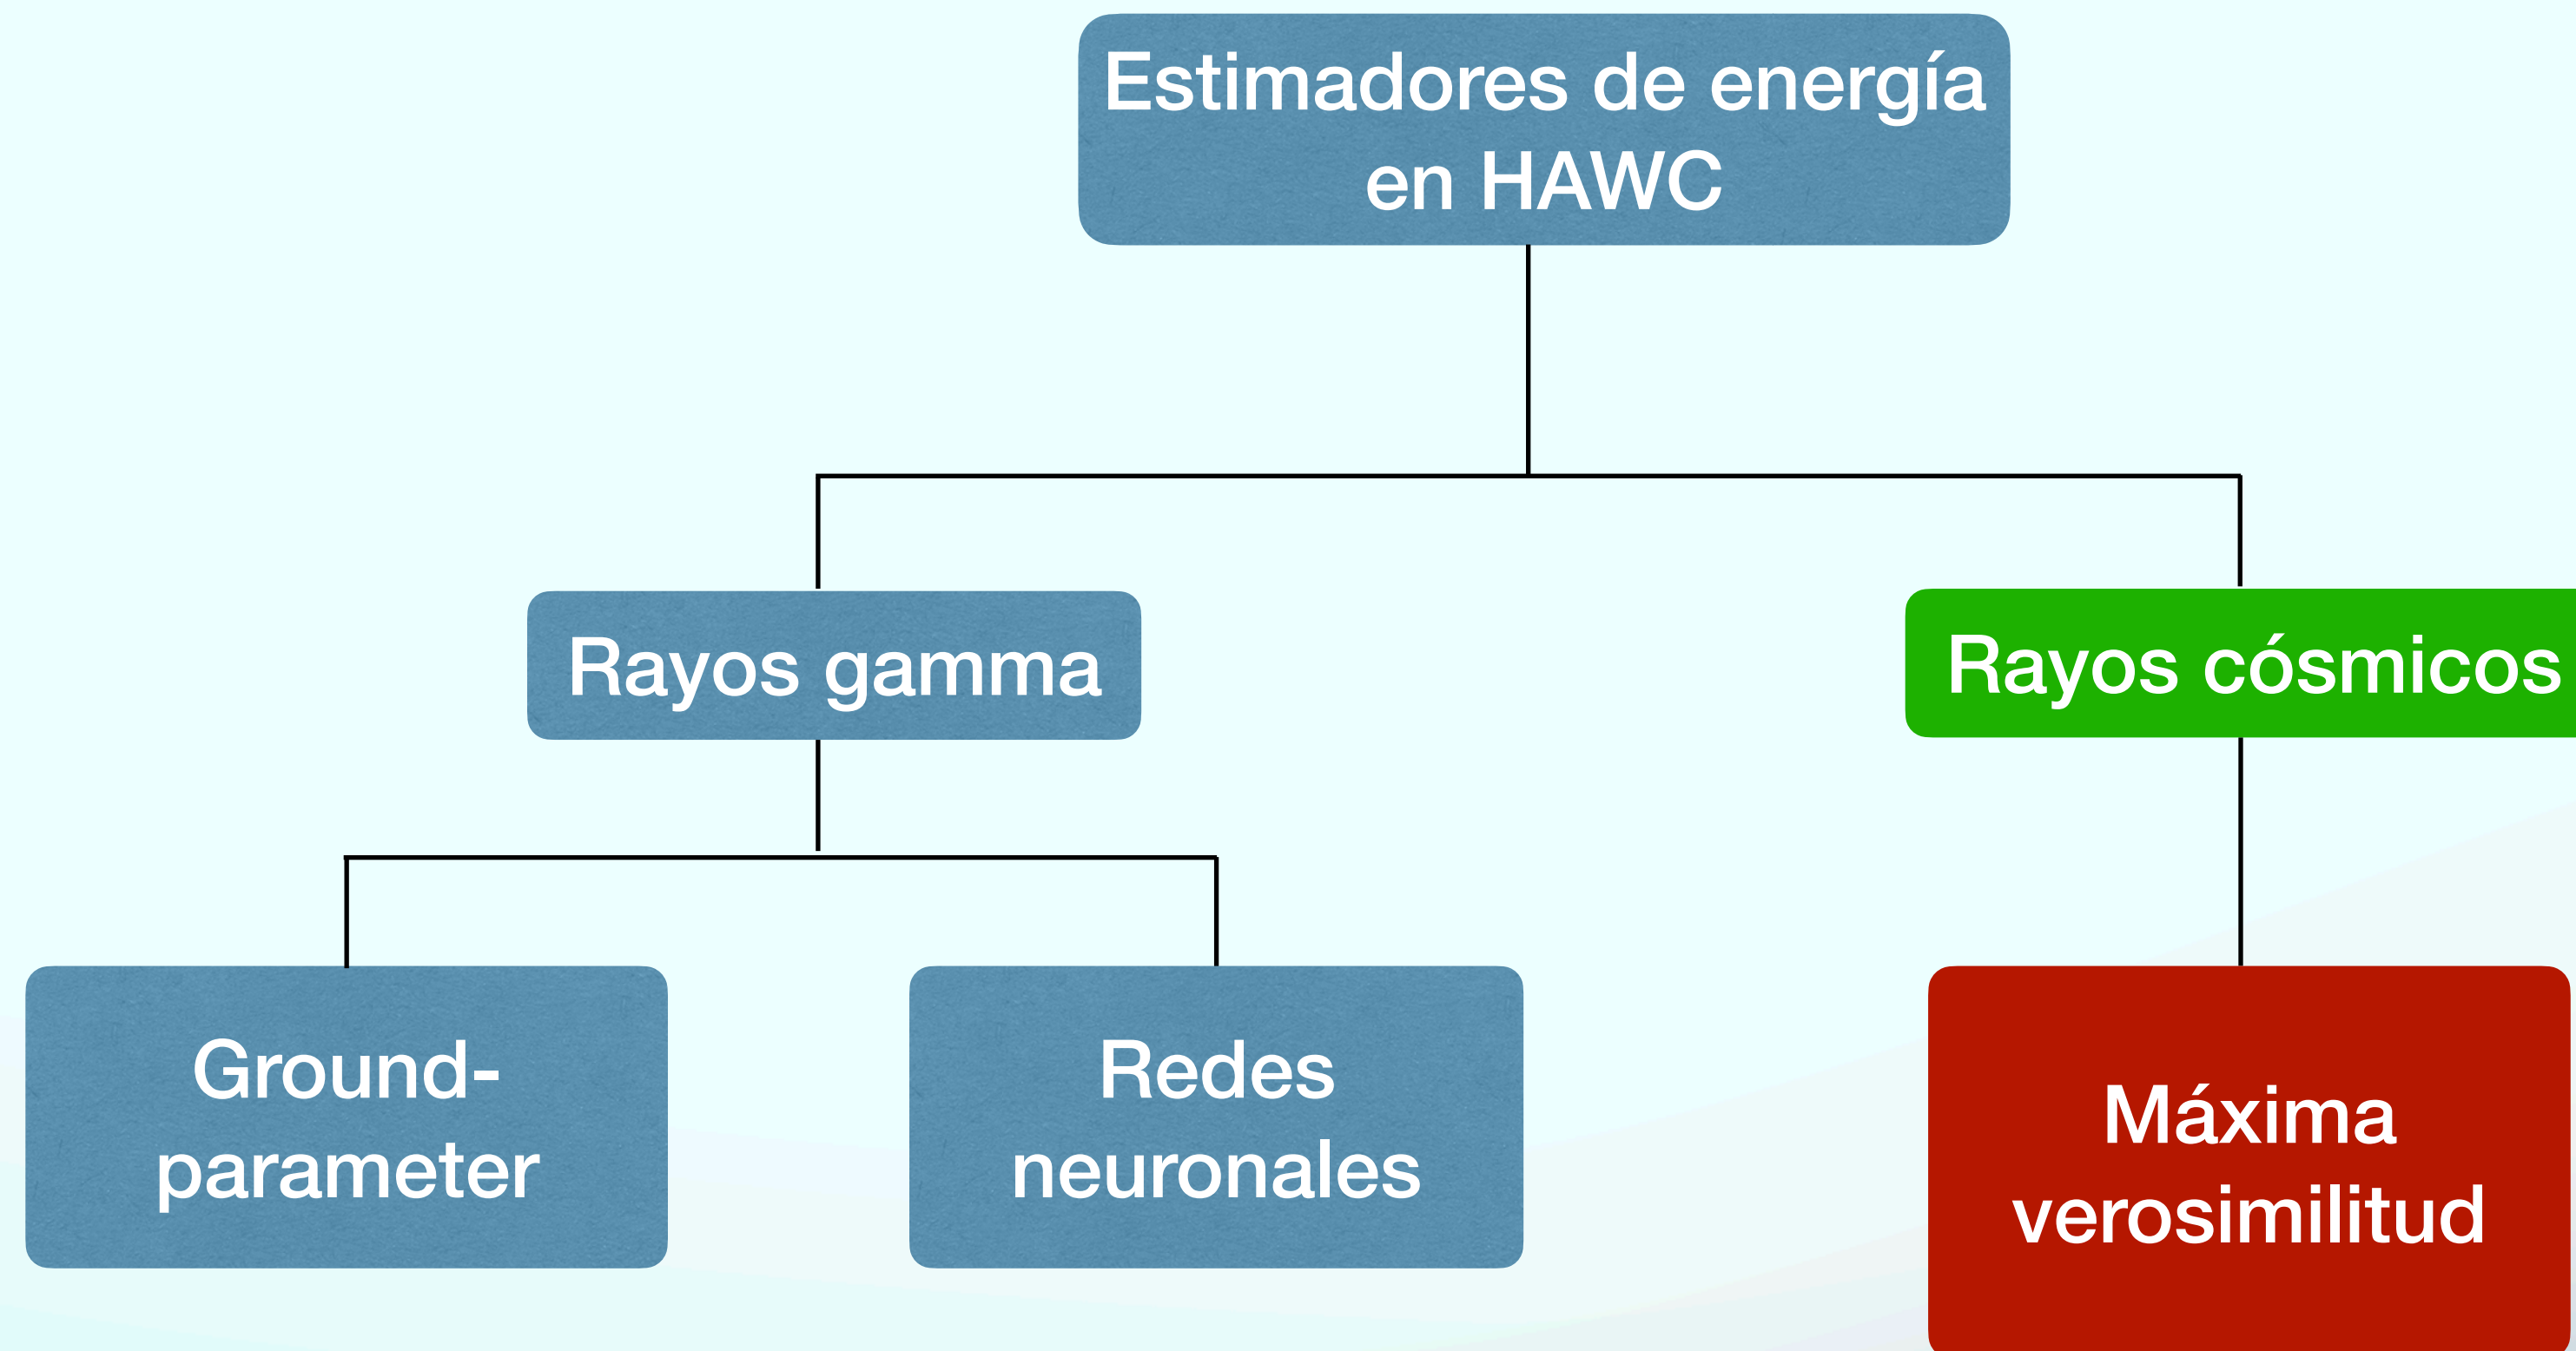 Estimadores de energía
en HAWC
Rayos gamma
Rayos cósmicos
Ground-
parameter
Redes
neuronales
Máxima
verosimilitud